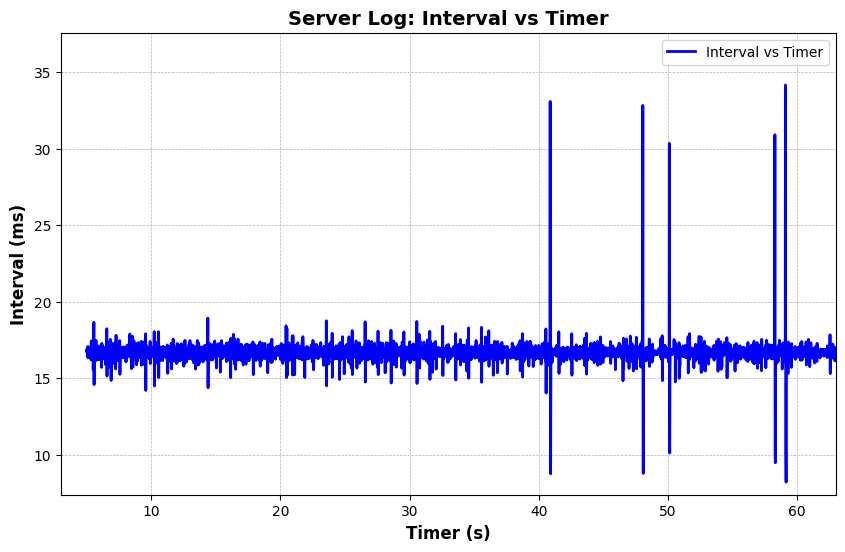 Server Log: Interval vs Timer
Interval vs Timer
35
30
25
20
15
10
Interval (ms)
10 20 30 40 50 60
Timer (s)